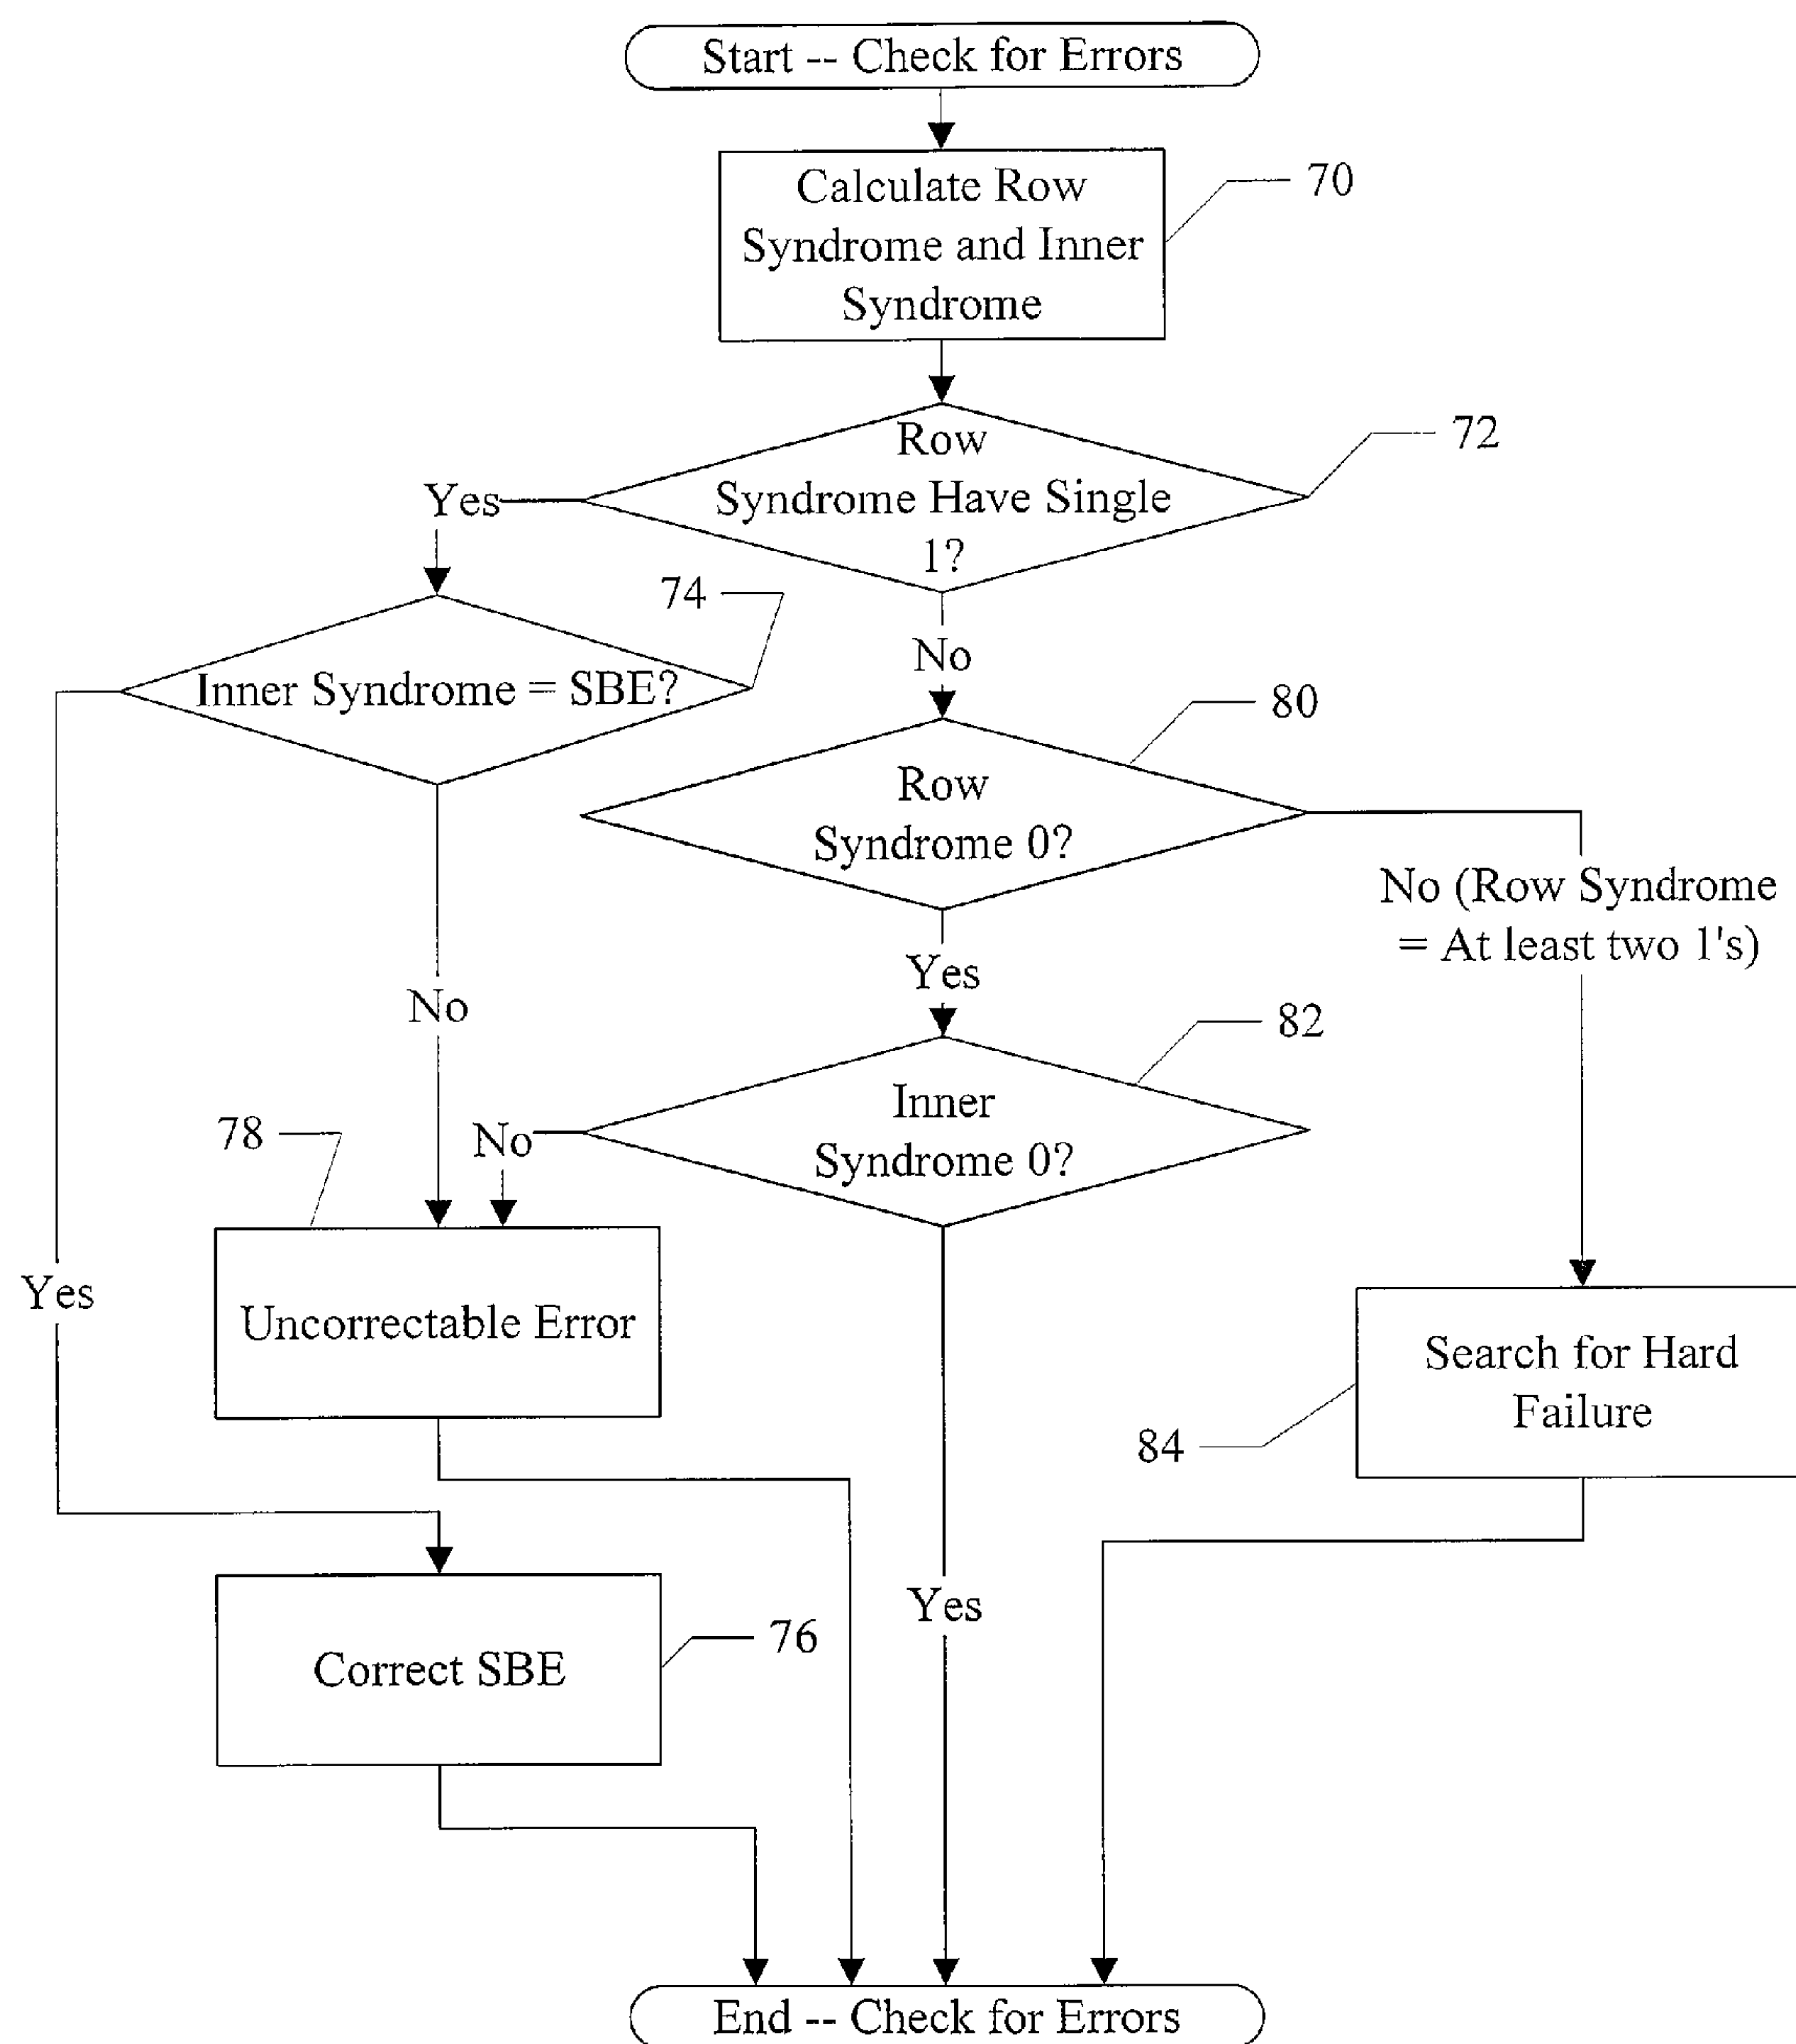 Start -- Check for Errors
Calculate Row
Syndrome and Inner
Syndrome
70
Row
Syndrome Have Single
1?
72
Yes
74
No
Inner Syndrome = SBE?
80
Row
Syndrome 0?
No (Row Syndrome
= At least two 1's)
Yes
No
82
Inner
Syndrome 0?
78
No
Yes
Uncorrectable Error
Search for Hard
Failure
84
Yes
Correct SBE
76
End -- Check for Errors